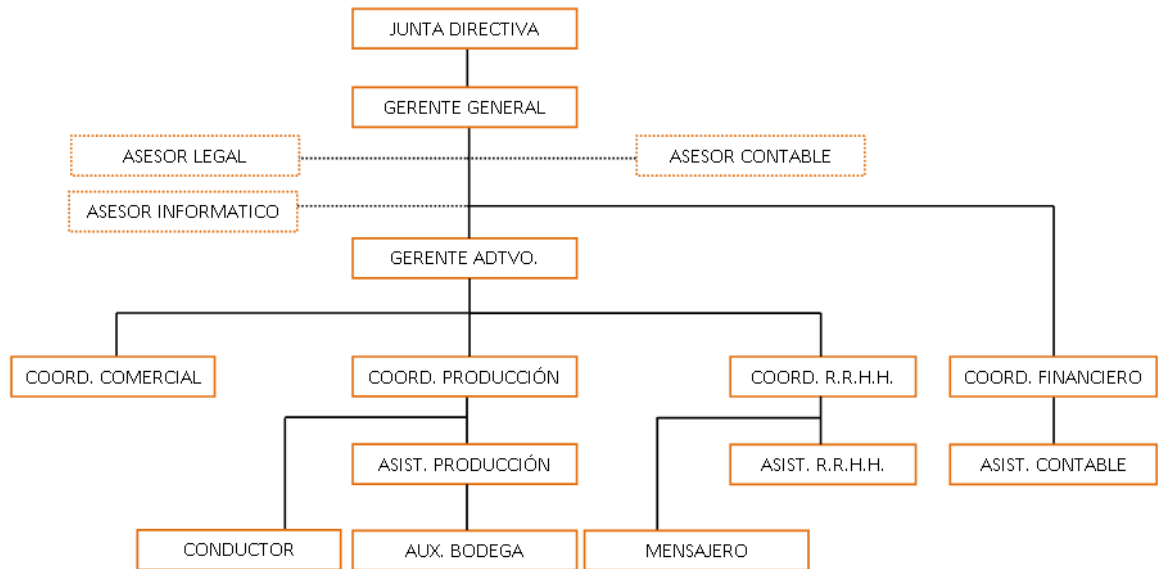 JUNTA DIRECTIVA
GERENTE GENERAL
ASESOR LEGAL
ASESOR CONTABLE
ASESOR INFORMATICO
GERENTE ADTVO.
COORD. COMERCIAL
COORD. PRODUCCIÓN
COORD. R.R.H.H.
COORD. FINANCIERO
ASIST. PRODUCCIÓN
ASIST. R.R.H.H.
ASIST. CONTABLE
CONDUCTOR
AUX. BODEGA
MENSAJERO